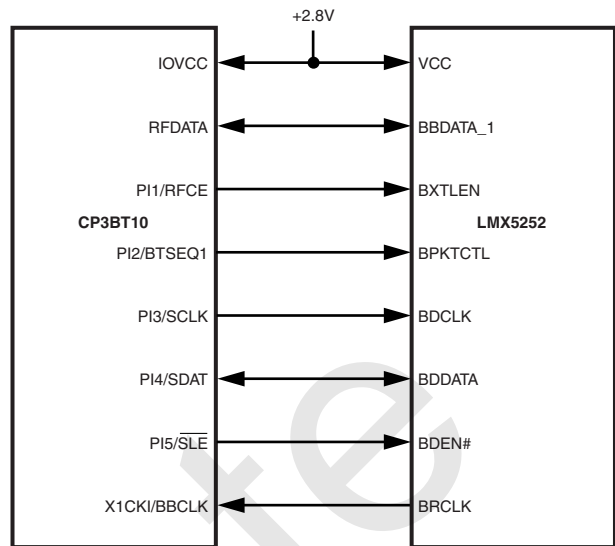 +2.8V
IOVCC VCC
RFDATA BBDATA_1
PI1/RFCE BXTLEN
CP3BT10 LMX5252
PI2/BTSEQ1 BPKTCTL
PI3/SCLK BDCLK
PI4/SDAT BDDATA
PI5/SLE BDEN#
X1CKI/BBCLK BRCLK